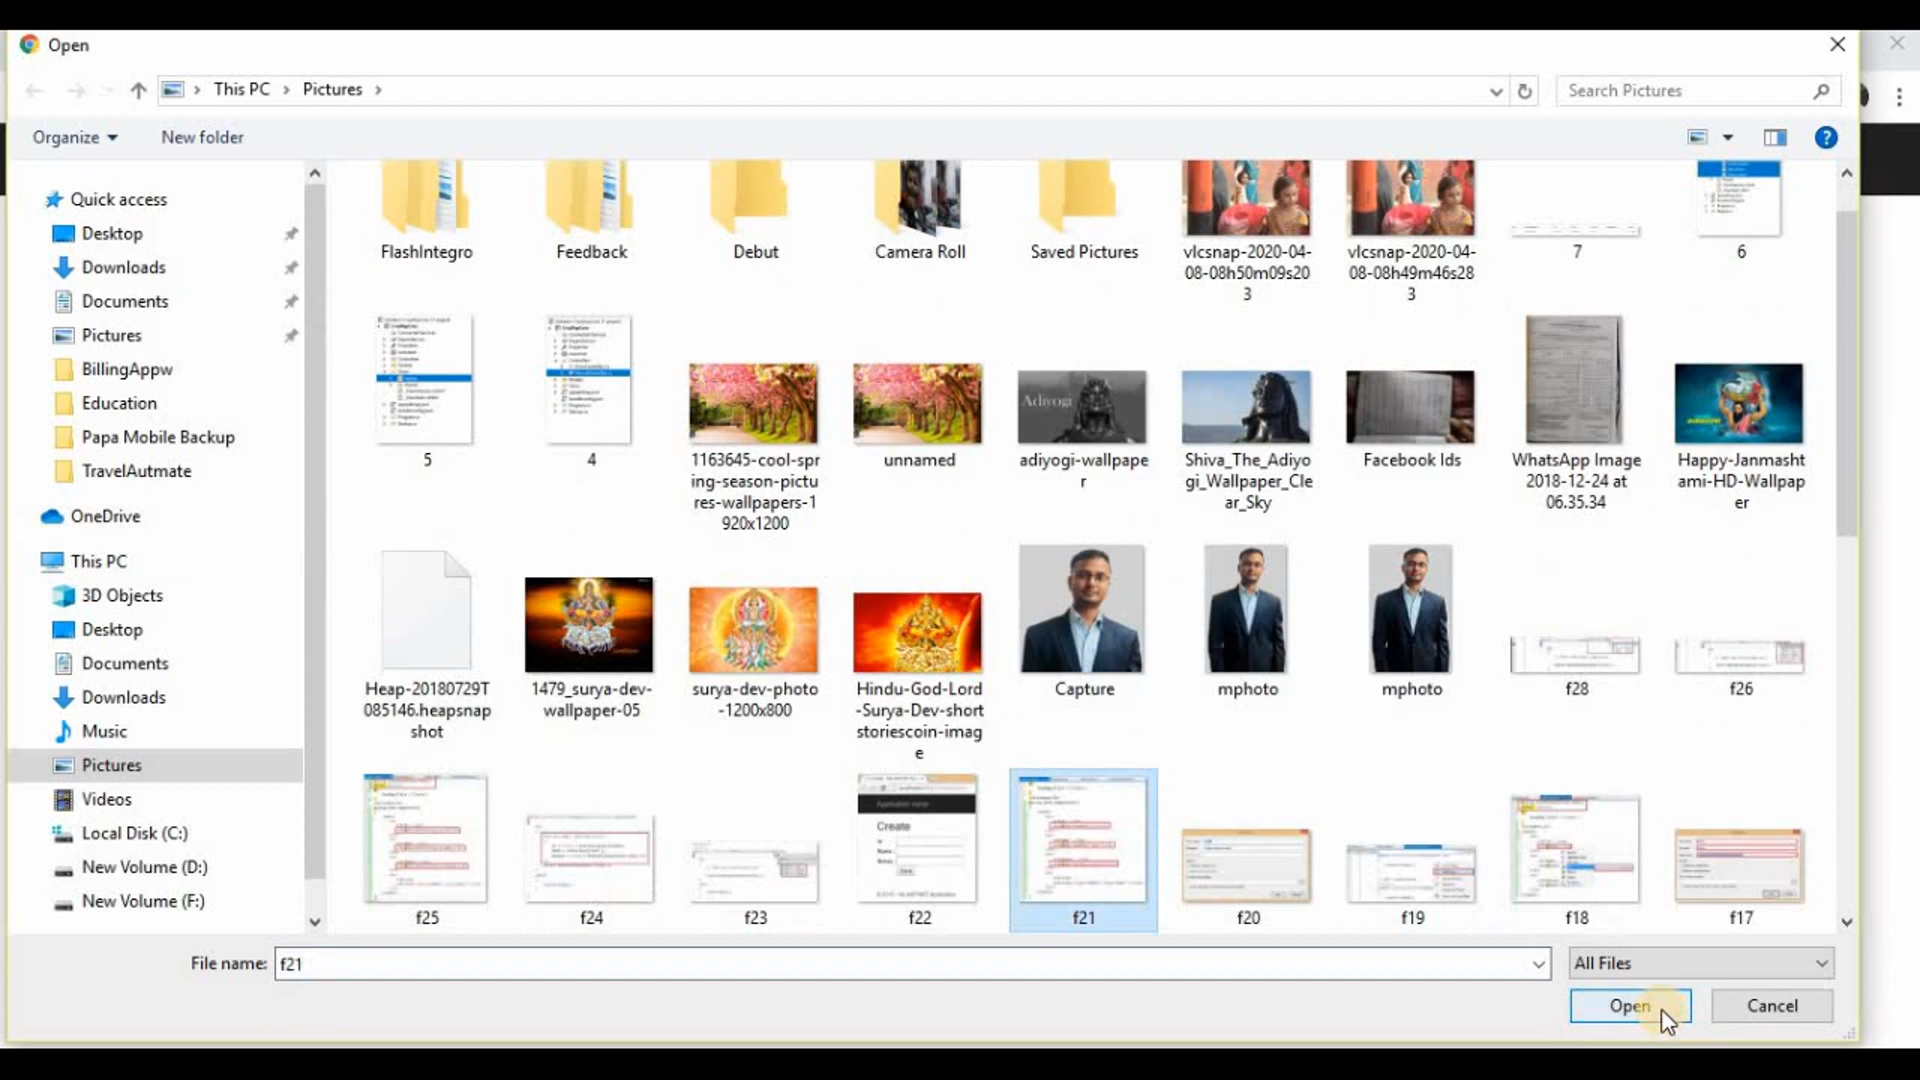 Open
This PC
Pictures
Search Pictures
Organize
New folder
Quick access
Desktop
Downloads
Documents
Pictures
BillingAppw
Education
Papa Mobile Backup
TravelAutmate
OneDrive
This PC
3D Objects
Desktop
Documents
Downloads
Music
Pictures
Videos
Local Disk (C:)
New Volume (D:)
New Volume (F:)
FlashIntegro
Feedback
Debut
Camera Roll
Saved Pictures
vlcsnap-2020-04-
08-08h50m09s20
3
vlcsnap-2020-04-
08-08h49m46s28
3
7
6
5
4
1163645-cool-spr
ing-season-pictu
res-wallpapers-1
920x1200
unnamed
Adiyogi
adiyogi-wallpape
r
Shiva_The_Adiyo
gi_Wallpaper_Cle
ar_Sky
Facebook Ids
WhatsApp Image
2018-12-24 at
06.35.34
Happy-Janmasht
ami-HD-Wallpap
er
Heap-20180729T
085146.heapsnap
shot
1479_surya-dev-
wallpaper-05
surya-dev-photo
-1200x800
Hindu-God-Lord
-Surya-Dev-short
storiescoin-imag
e
Capture
mphoto
mphoto
f28
f26
f25
f24
f23
Application name
Create
f22
f21
f20
f19
f18
f17
File name:
f21
All Files
Open
Cancel